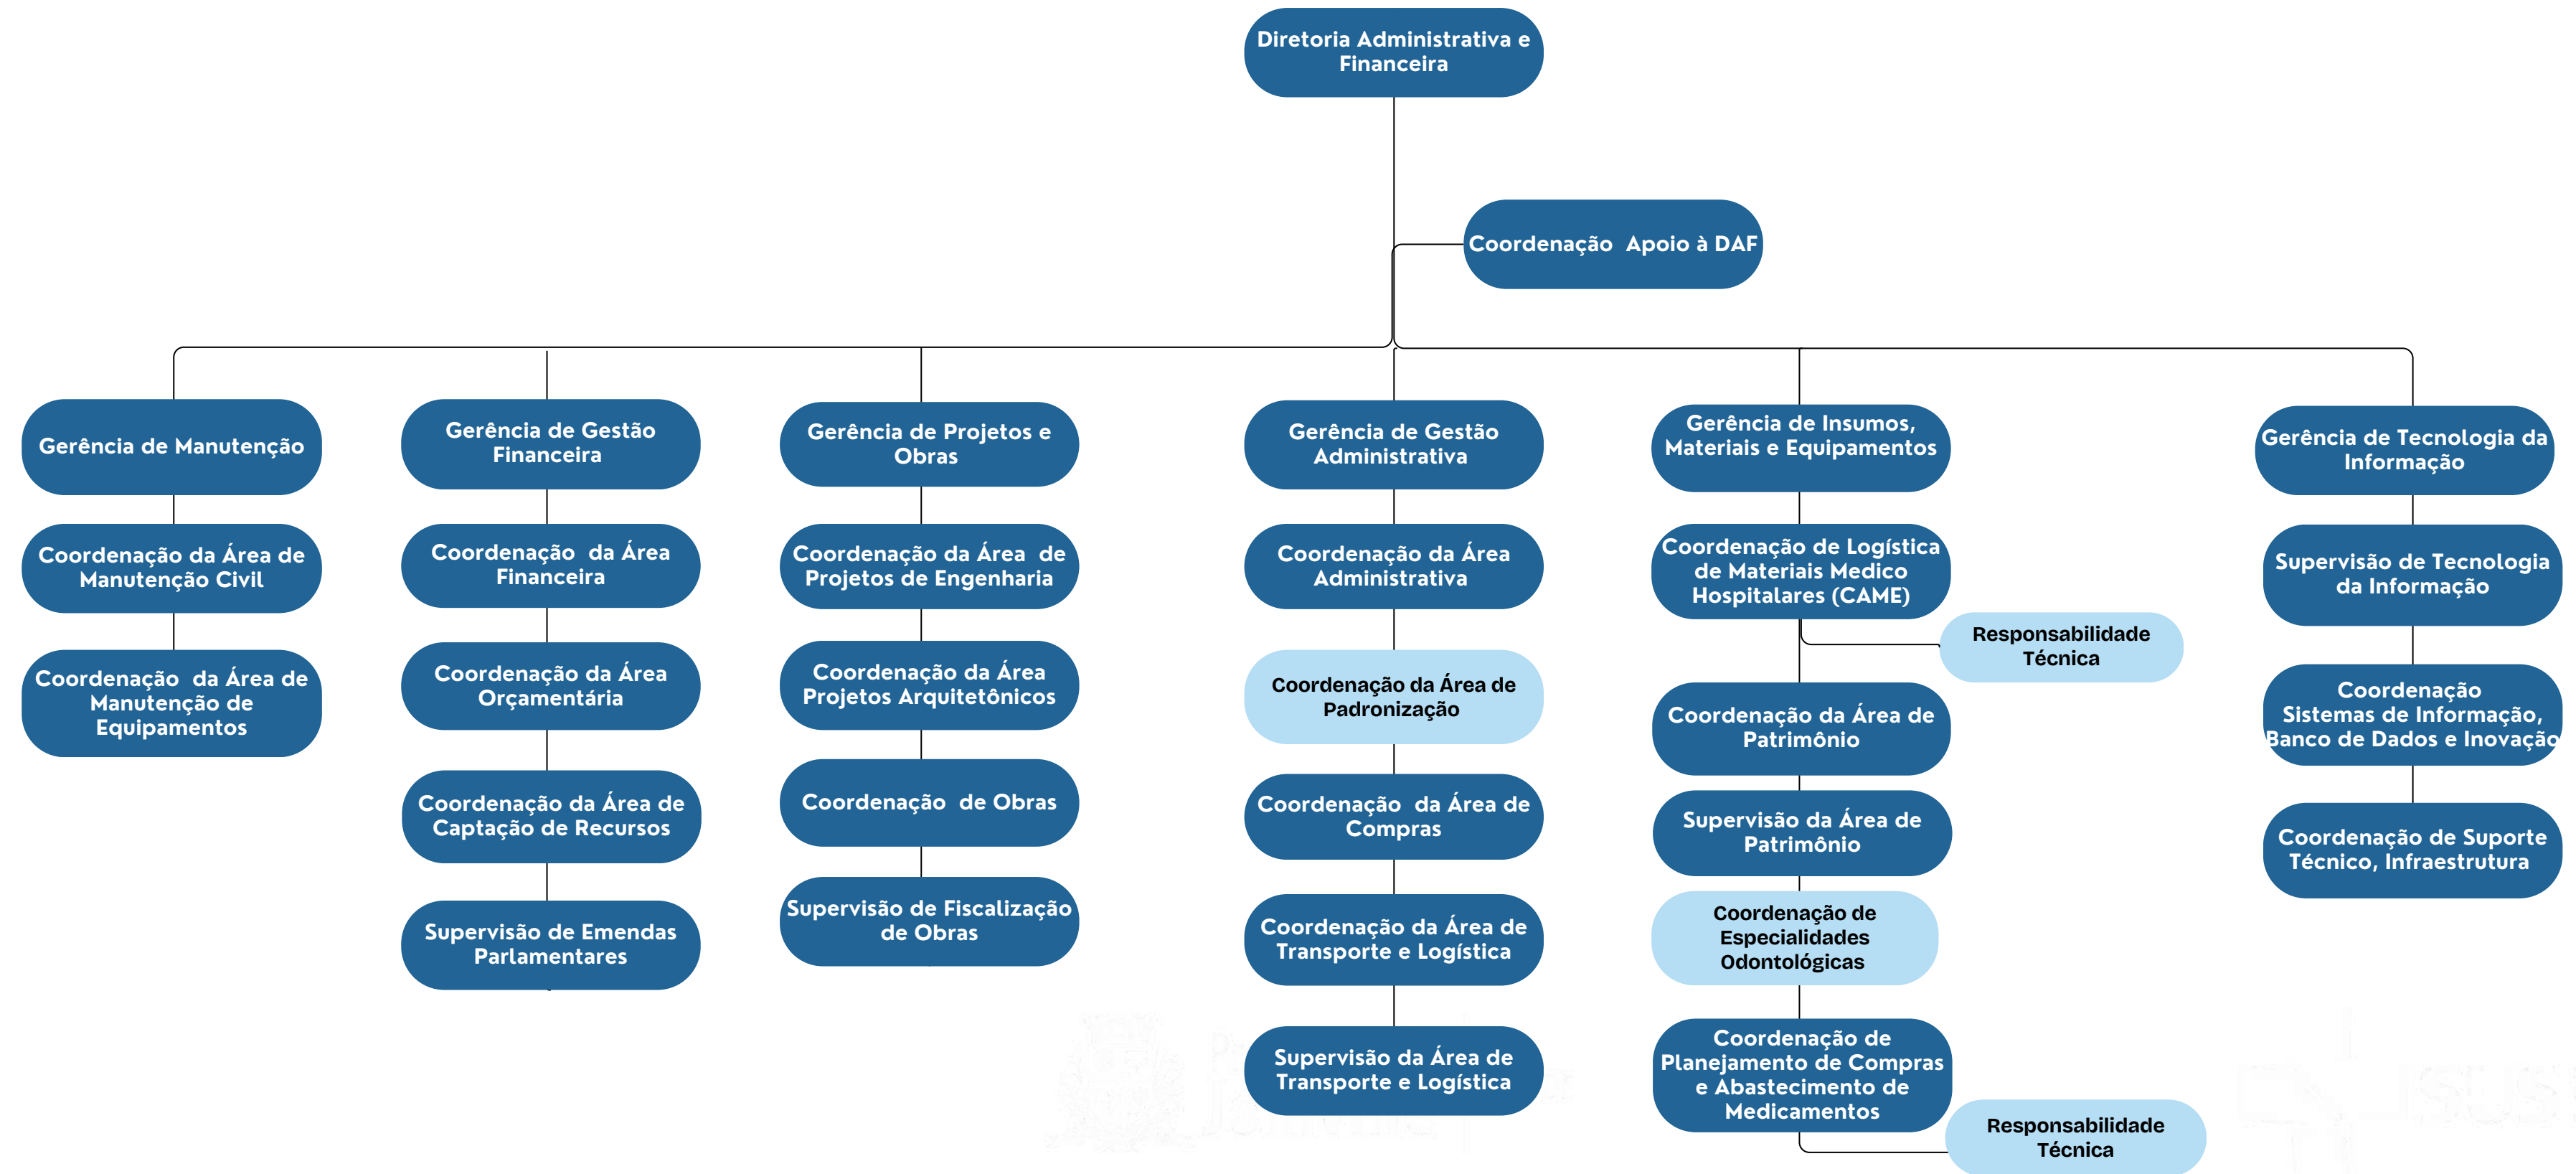 Diretoria Administrativa e
Financeira
Coordenação  Apoio à DAF
Gerência de Manutenção
Coordenação da Área de
Manutenção Civil
Coordenação  da Área de
Manutenção de
Equipamentos
Gerência de Gestão
Financeira
Coordenação  da Área
Financeira
Coordenação da Área
Orçamentária
Coordenação da Área de
Captação de Recursos
Supervisão de Emendas
Parlamentares
Gerência de Projetos e
Obras
Coordenação da Área  de
Projetos de Engenharia
Coordenação da Área
Projetos Arquitetônicos
Coordenação  de Obras
Supervisão de Fiscalização
de Obras
Gerência de Gestão
Administrativa
Coordenação da Área
Administrativa
Coordenação da Área de
Padronização
Coordenação  da Área de
Compras
Coordenação da Área de
Transporte e Logística
Supervisão da Área de
Transporte e Logística
Gerência de Insumos,
Materiais e Equipamentos
Coordenação de Logística
de Materiais Medico
Hospitalares (CAME)
Responsabilidade
Técnica
Coordenação da Área de
Patrimônio
Supervisão da Área de
Patrimônio
Coordenação de
Especialidades
Odontológicas
Coordenação de
Planejamento de Compras
e Abastecimento de
Medicamentos
Responsabilidade
Técnica
Gerência de Tecnologia da
Informação
Supervisão de Tecnologia
da Informação
Coordenação
Sistemas de Informação,
Banco de Dados e Inovação
Coordenação de Suporte
Técnico, Infraestrutura
SUS